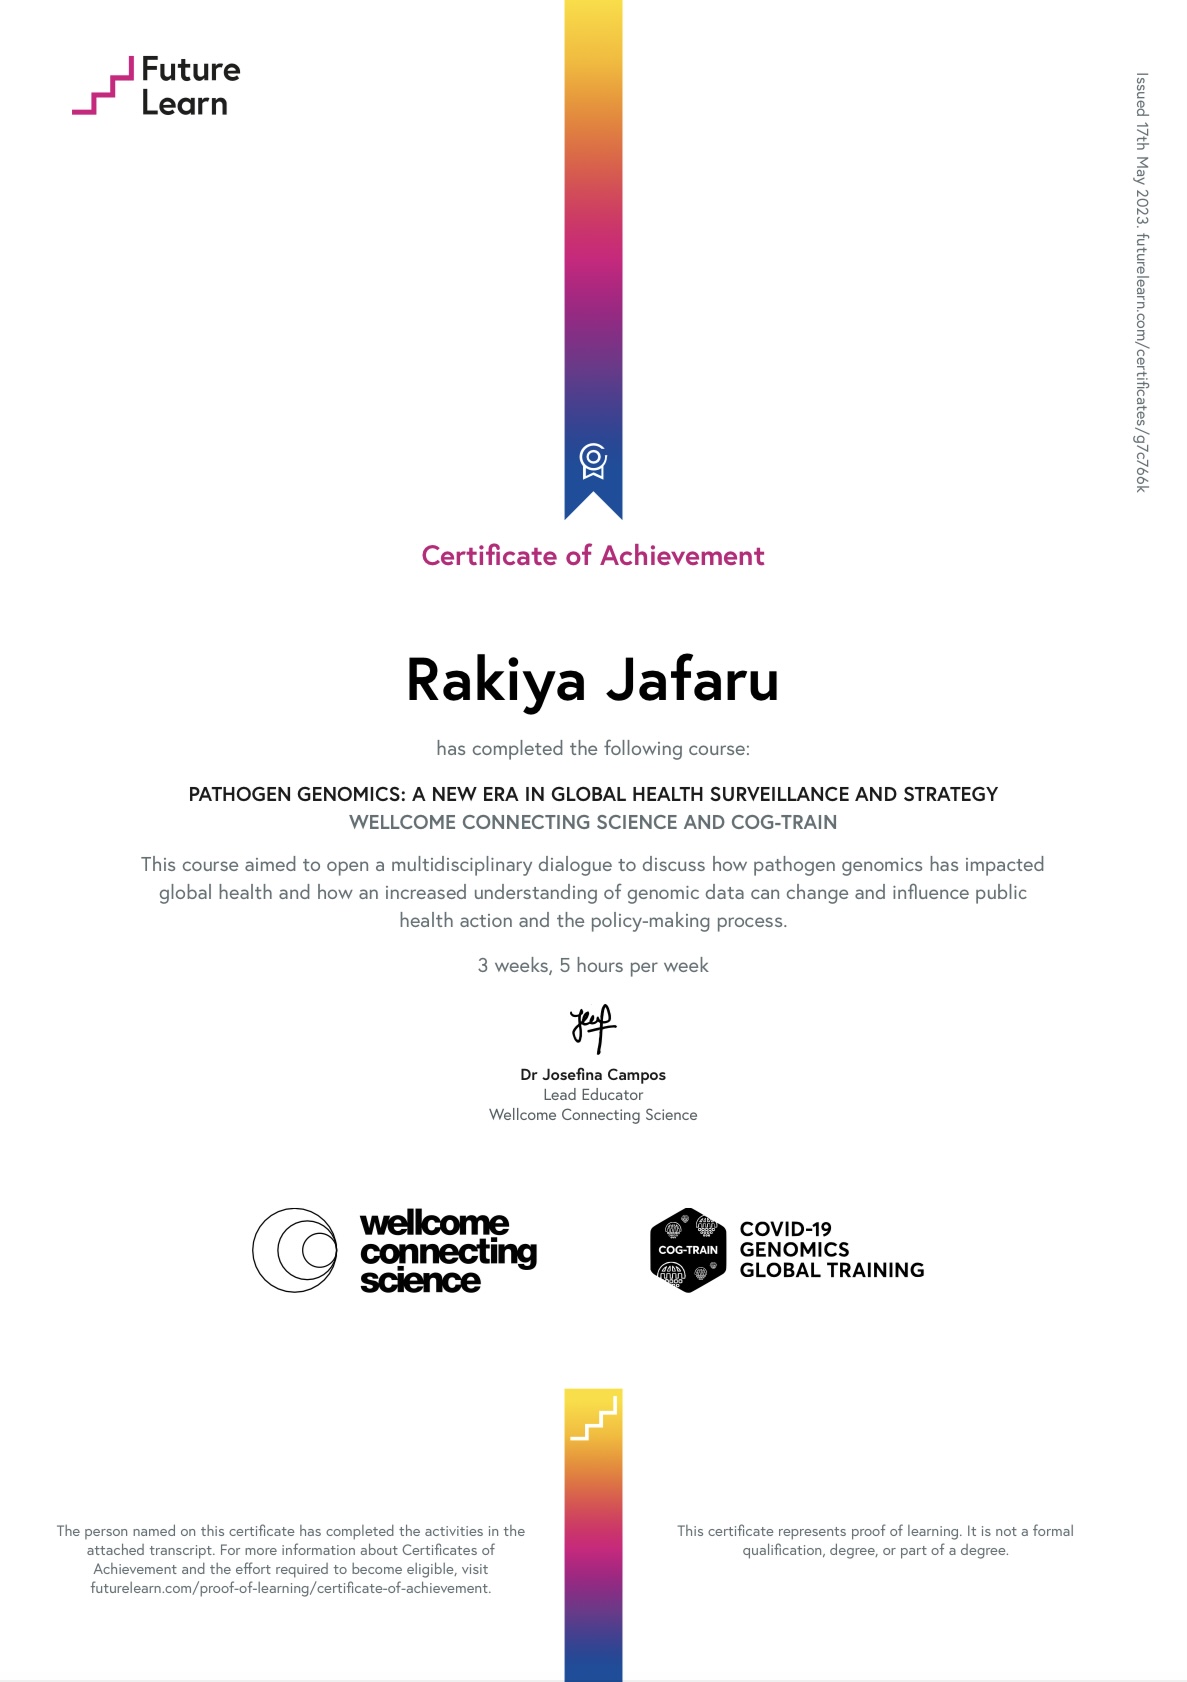 Future
Learn
Issued 17th May 2023. futurelearn.com/certificates/g7c766k
Certificate of Achievement
Rakiya Jafaru
has completed the following course:
PATHOGEN GENOMICS: A NEW ERA IN GLOBAL HEALTH SURVEILLANCE AND STRATEGY
WELLCOME CONNECTING SCIENCE AND COG-TRAIN
This course aimed to open a multidisciplinary dialogue to discuss how pathogen genomics has impacted
global health and how an increased understanding of genomic data can change and influence public
health action and the policy-making process.
3 weeks, 5 hours per week
Dr Josefina Campos
Lead Educator
Wellcome Connecting Science
wellcome
connecting
science
COG-TRAIN
COVID-19
GENOMICS
GLOBAL TRAINING
The person named on this certificate has completed the activities in the
attached transcript. For more information about Certificates of
Achievement and the effort required to become eligible, visit
futurelearn.com/proof-of-learning/certificate-of-achievement.
This certificate represents proof of learning. It is not a formal
qualification, degree, or part of a degree.